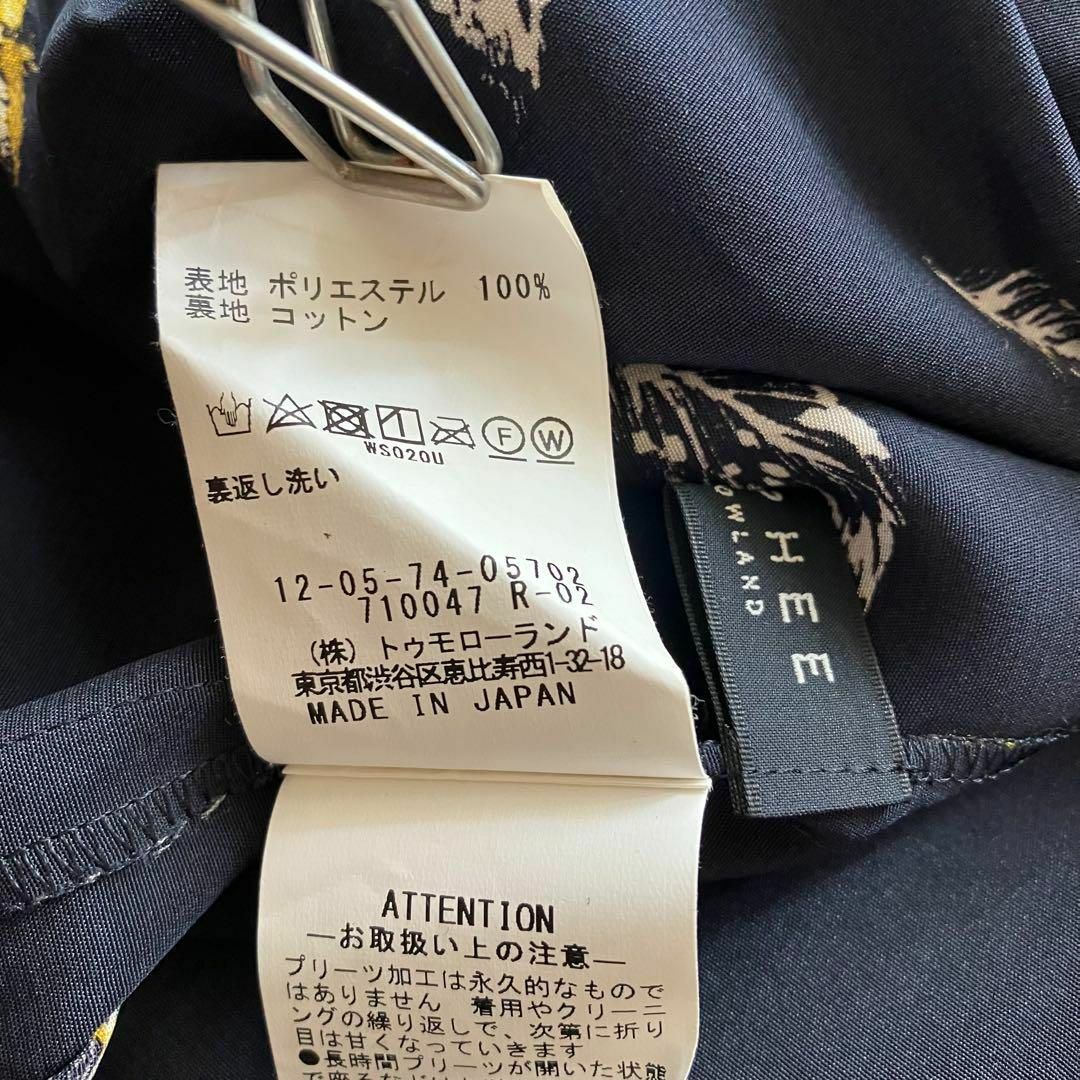 表地 ポリエステル 100%
裏地 コットン
F W
WS020U
裏返し洗い
12-05-74-05702
710047 R-02
(株) トゥモローランド
東京都渋谷区恵比寿西1-32-18
MADE IN JAPAN
HEE
OWLAND
ATTENTION
—お取扱い上の注意—
プリーツ加工は永久的なもので
はありません 着用やクリーニ
ングの繰り返しで、次第に折り
目は甘くなっていきます
●長時間プリーツが開いた状態